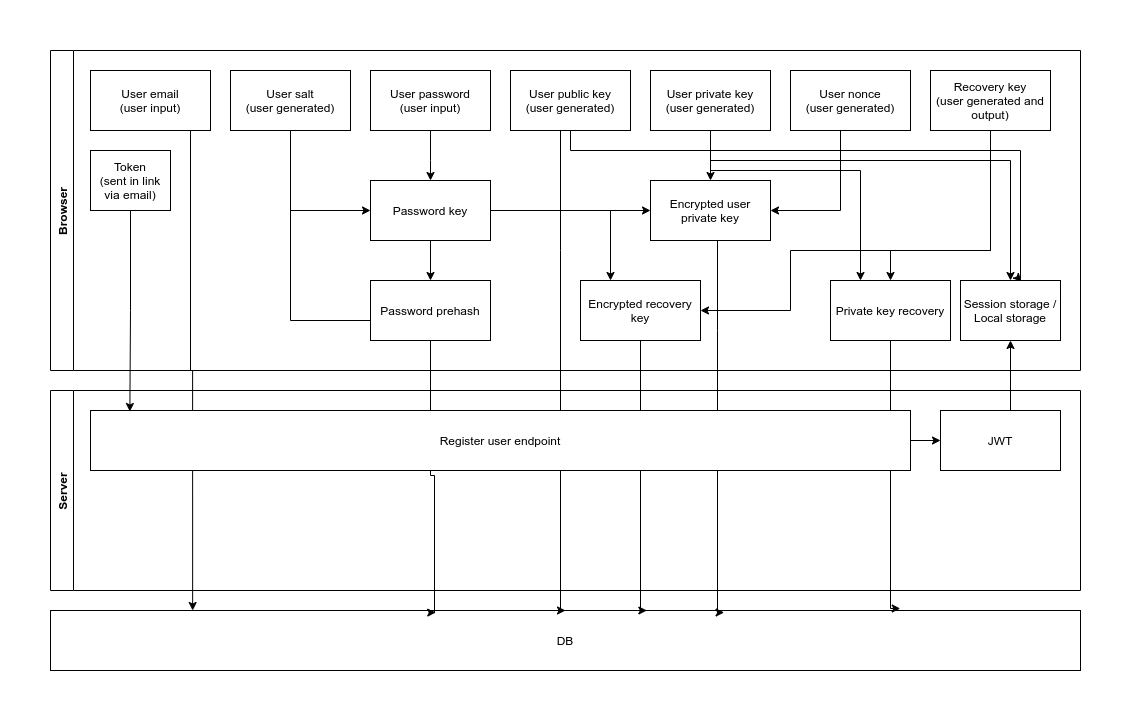 Browser
User email
(user input)
User salt
(user generated)
User password
(user input)
User public key
(user generated)
User private key
(user generated)
User nonce
(user generated)
Recovery key
(user generated and
output)
Token
(sent in link
via email)
Password key
Encrypted user
private key
Password prehash
Encrypted recovery
key
Private key recovery
Session storage /
Local storage
Server
Register user endpoint
JWT
DB